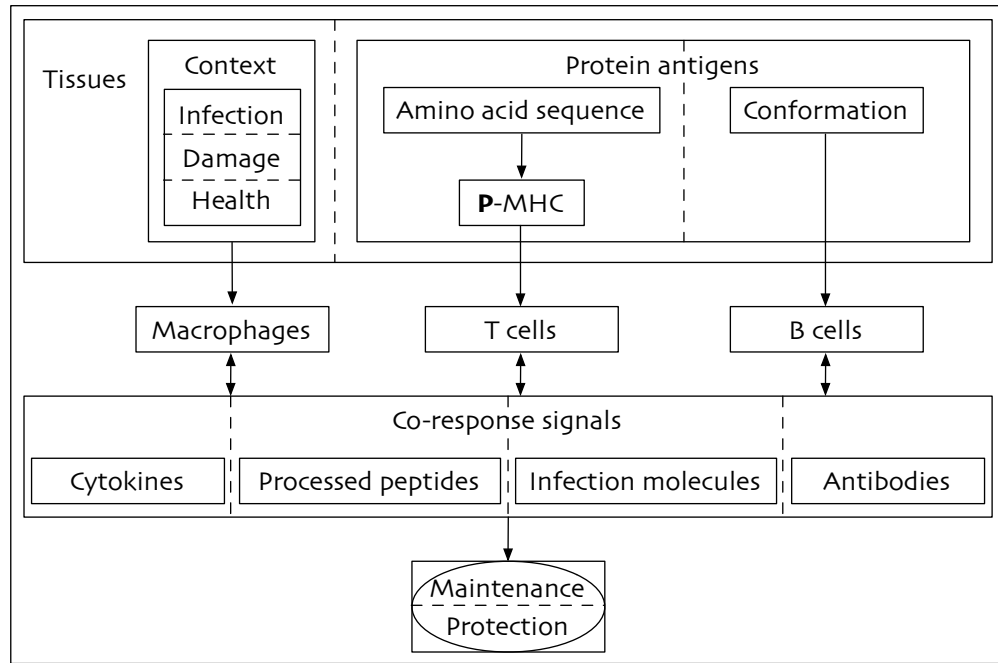 Tissues
Context
Infection
Damage
Health
Protein antigens
Amino acid sequence
Conformation
P-MHC
Macrophages
T cells
B cells
Co-response signals
Cytokines
Processed peptides
Infection molecules
Antibodies
Maintenance
Protection